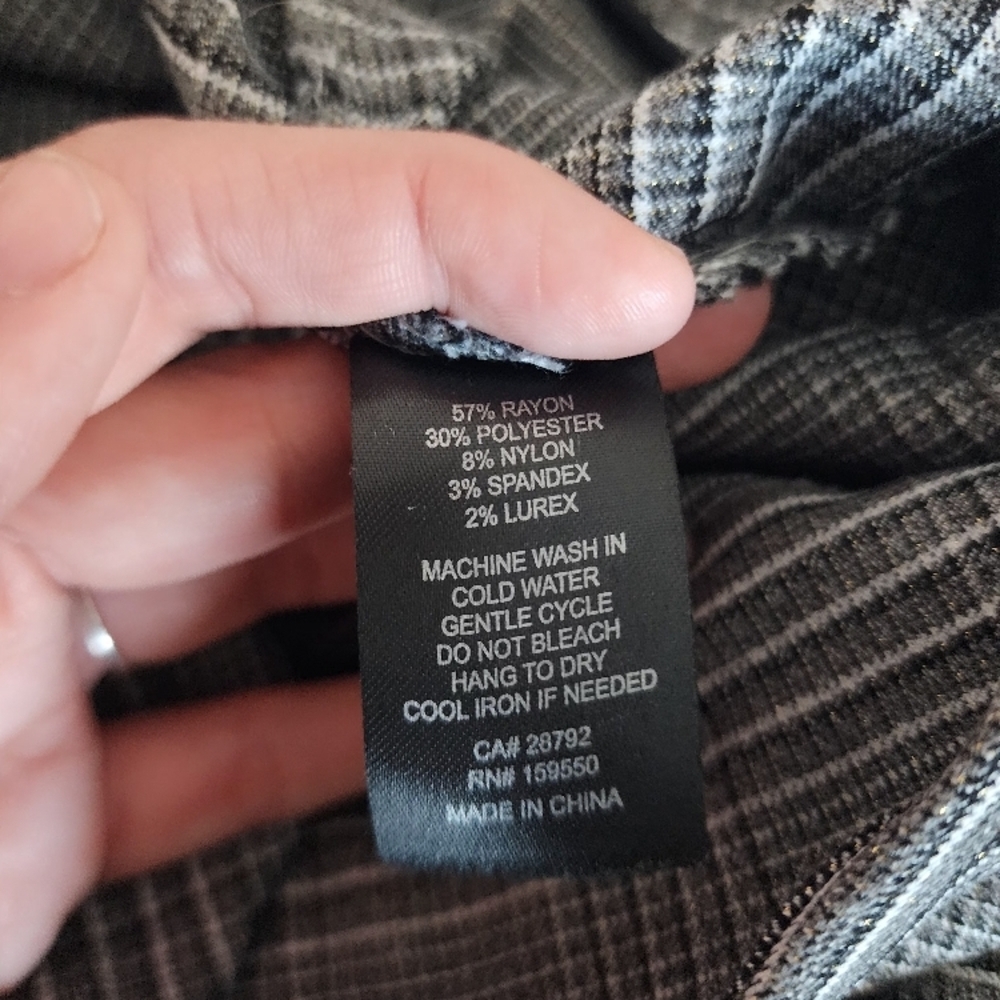 57% RAYON
30% POLYESTER
8% NYLON
3% SPANDEX
2% LUREX
MACHINE WASH IN
COLD WATER
GENTLE CYCLE
DO NOT BLEACH
HANG TO DRY
COOL IRON IF NEEDED
CA# 28792
RN# 159550
MADE IN CHINA